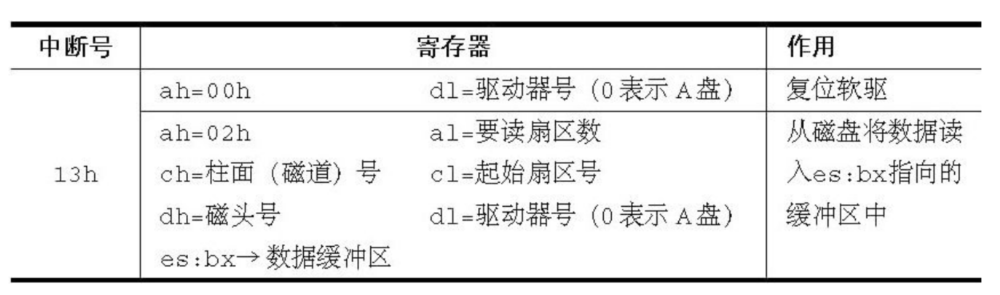 中断号 寄存器 作用
ah=00h dl=驱动器号（0表示A盘） 复位软驱
ah=02h al=要读扇区数 从磁盘将数据读
13h ch=柱面（磁道）号 cl=起始扇区号 入es:bx指向的
dh=磁头号 dl=驱动器号（0表示A盘） 缓冲区中
es:bx→数据缓冲区